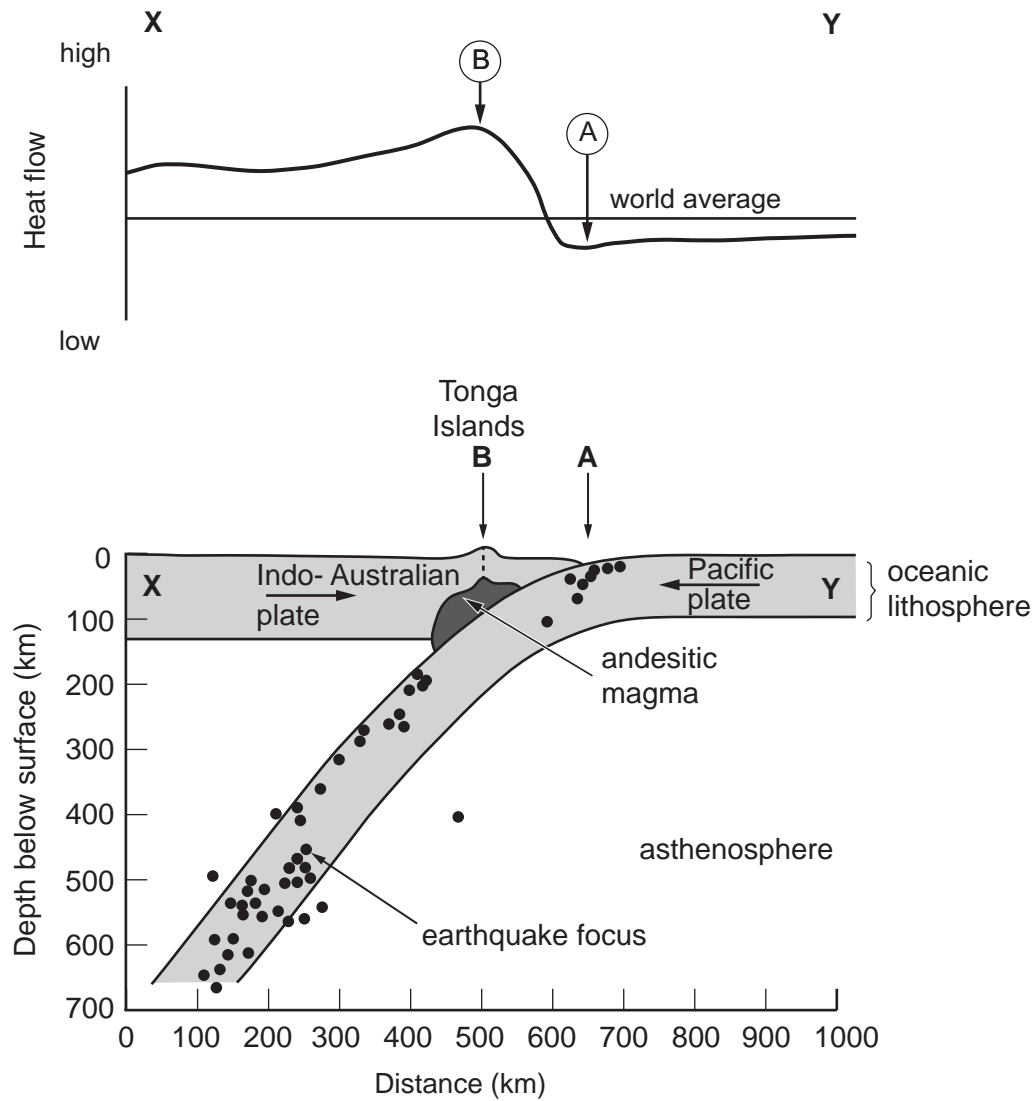 X
Y
high
B
A
world average
Heat flow
low
Tonga
Islands
B
A
0
X
Indo- Australian
plate
Pacific
plate
Y
oceanic
lithosphere
100
andesitic
magma
200
300
400
asthenosphere
500
earthquake focus
600
700
Depth below surface (km)
0 100 200 300 400 500 600 700 800 900 1000
Distance (km)